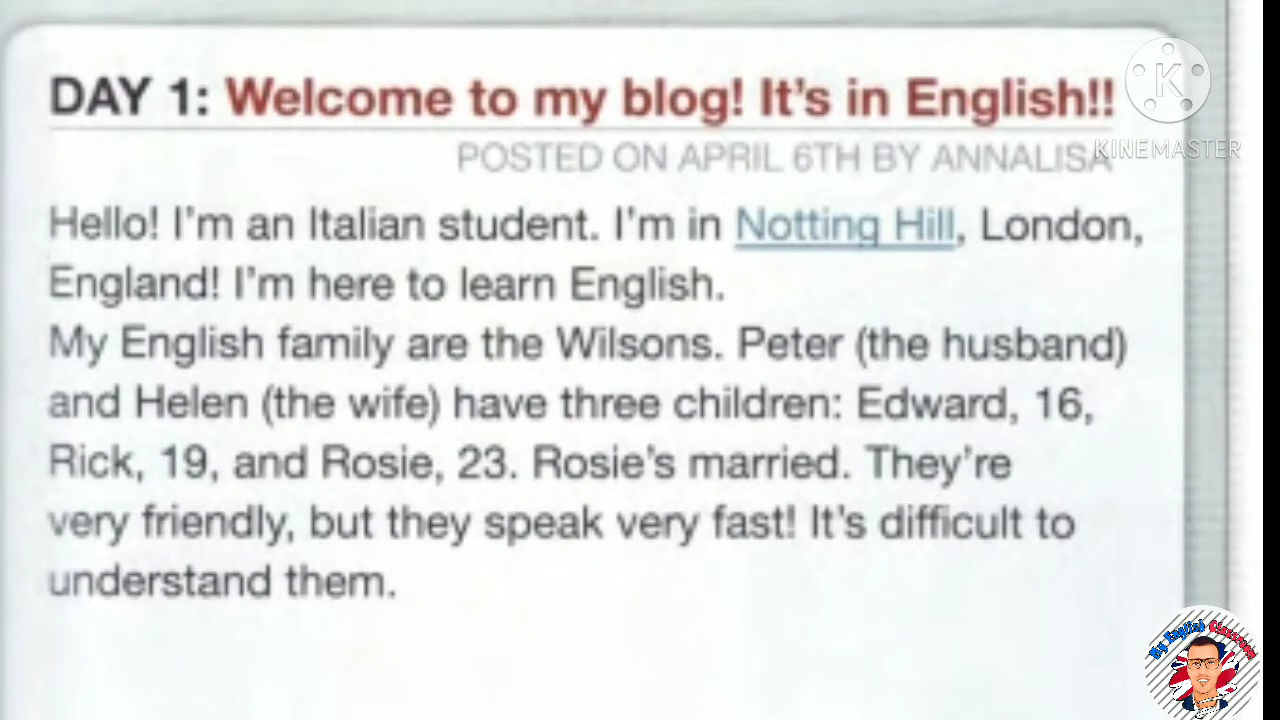 DAY 1: Welcome to my blog! It's in English!!
POSTED ON APRIL 6TH BY ANNALISA
K
KINEMASTER
Hello! I'm an Italian student. I'm in Notting Hill, London,
England! I'm here to learn English.
My English family are the Wilsons. Peter (the husband)
and Helen (the wife) have three children: Edward, 16,
Rick, 19, and Rosie, 23. Rosie's married. They're
very friendly, but they speak very fast! It's difficult to
understand them.
My English Classroom